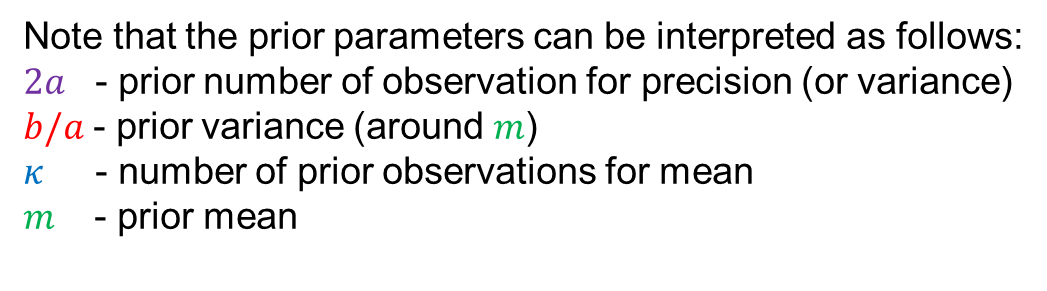 Note that the prior parameters can be interpreted as follows:
2𝑎 - prior number of observation for precision (or variance)
𝑏/𝑎 - prior variance (around 𝑚)
𝜅 - number of prior observations for mean
𝑚 - prior mean